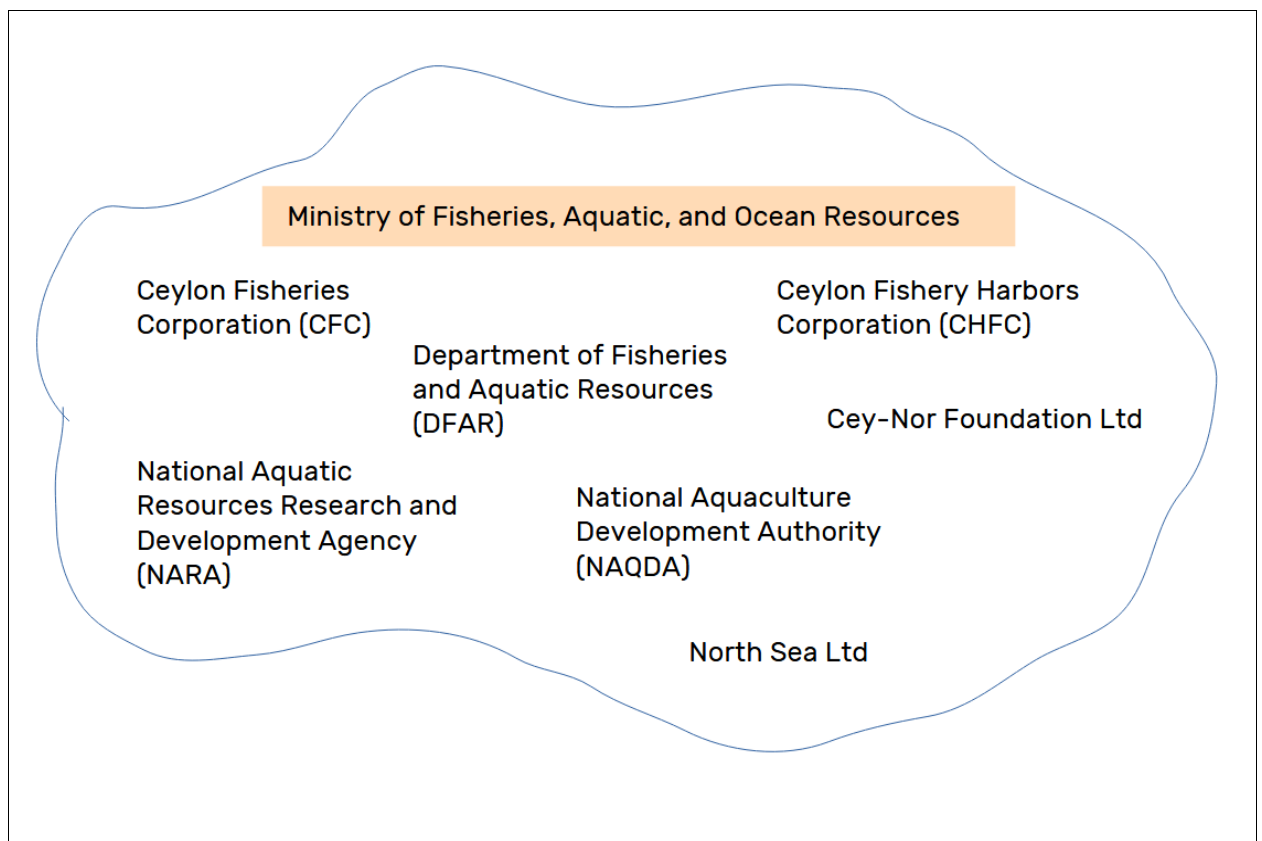 Ministry of Fisheries, Aquatic, and Ocean Resources
Ceylon Fisheries
Corporation (CFC)
Ceylon Fishery Harbors
Corporation (CHFC)
Department of Fisheries
and Aquatic Resources
(DFAR)
Cey-Nor Foundation Ltd
National Aquatic
Resources Research and
Development Agency
(NARA)
National Aquaculture
Development Authority
(NAQDA)
North Sea Ltd